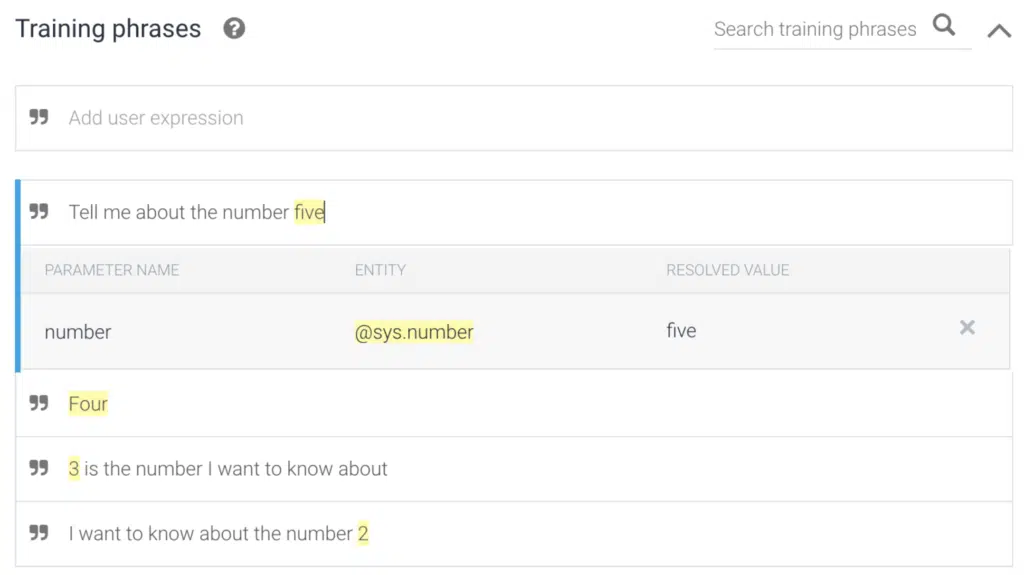 Training phrases ?
Search training phrases
Add user expression
Tell me about the number five
PARAMETER NAME ENTITY RESOLVED VALUE
number @sys.number five
Four
3 is the number I want to know about
I want to know about the number 2